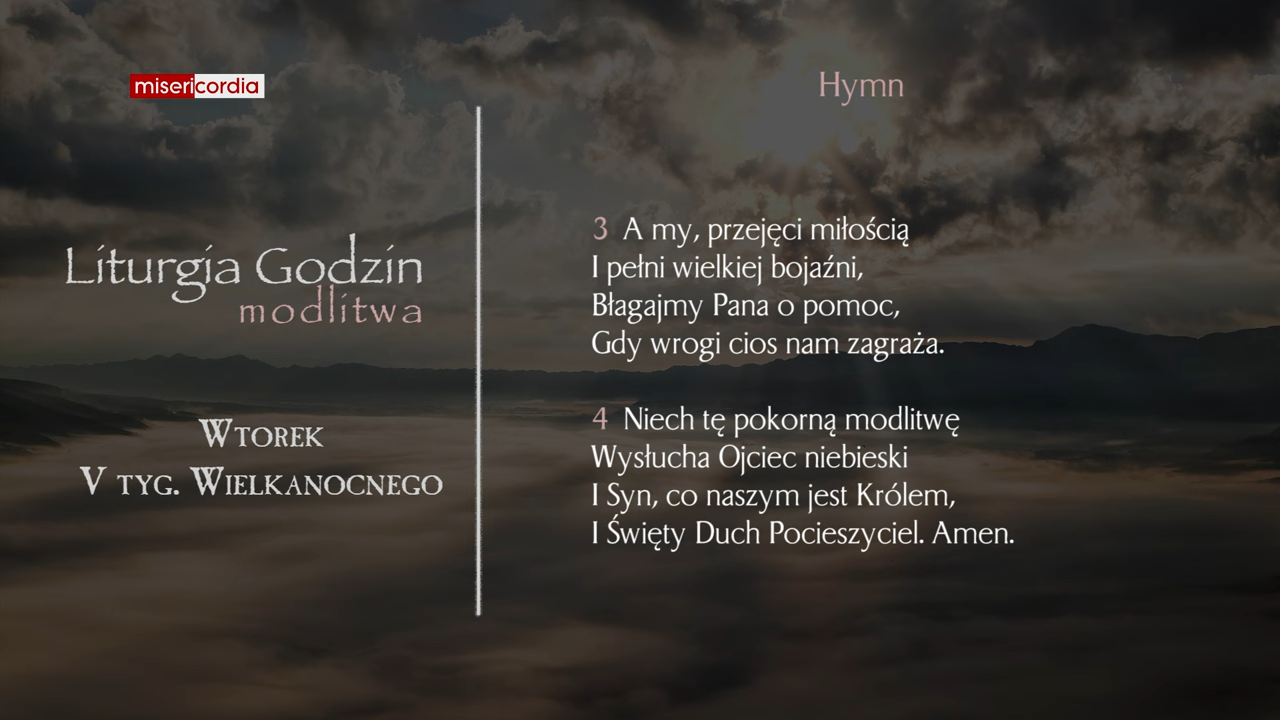 misericordia
Liturgia Godzin
modlitwa
Wtorek
V tyg. Wielkanocnego
Hymn
3 A my, przejęci miłością
I pełni wielkiej bojaźni,
Błagajmy Pana o pomoc,
Gdy wrogi cios nam zagraża.
4 Niech tę pokorną modlitwę
Wysłucha Ojciec niebieski
I Syn, co naszym jest Królem,
I Święty Duch Pocieszyciel. Amen.